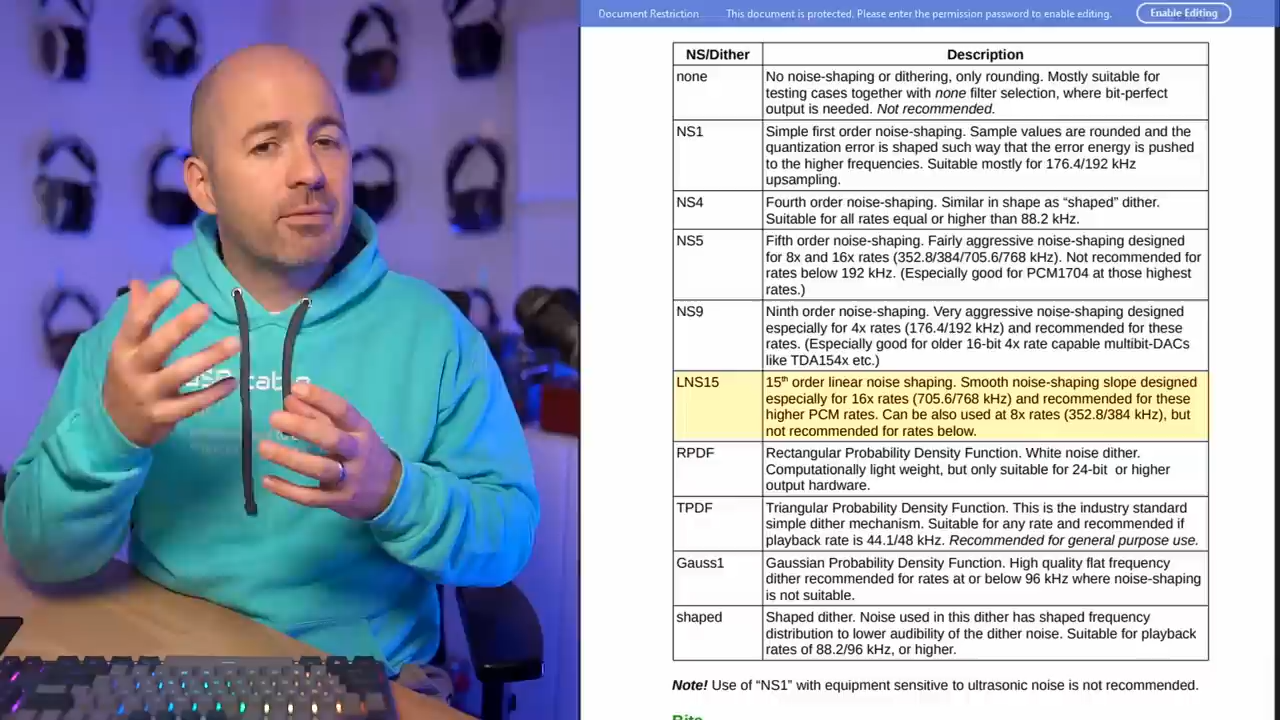 Document Restriction This document is protected. Please enter the permission password to enable editing. Enable Editing
NS/Dither Description
none No noise-shaping or dithering, only rounding. Mostly suitable for
testing cases together with none filter selection, where bit-perfect
output is needed. Not recommended.
NS1 Simple first order noise-shaping. Sample values are rounded and the
quantization error is shaped such way that the error energy is pushed
to the higher frequencies. Suitable mostly for 176.4/192 kHz
upsampling.
NS4 Fourth order noise-shaping. Similar in shape as “shaped” dither.
Suitable for all rates equal or higher than 88.2 kHz.
NS5 Fifth order noise-shaping. Fairly aggressive noise-shaping designed
for 8x and 16x rates (352.8/384/705.6/768 kHz). Not recommended for
rates below 192 kHz. (Especially good for PCM1704 at those highest
rates.)
NS9 Ninth order noise-shaping. Very aggressive noise-shaping designed
especially for 4x rates (176.4/192 kHz) and recommended for these
rates. (Especially good for older 16-bit 4x rate capable multibit-DACs
like TDA154x etc.)
LNS15 15th order linear noise shaping. Smooth noise-shaping slope designed
especially for 16x rates (705.6/768 kHz) and recommended for these
higher PCM rates. Can be also used at 8x rates (352.8/384 kHz), but
not recommended for rates below.
RPDF Rectangular Probability Density Function. White noise dither.
Computationally light weight, but only suitable for 24-bit or higher
output hardware.
TPDF Triangular Probability Density Function. This is the industry standard
simple dither mechanism. Suitable for any rate and recommended if
playback rate is 44.1/48 kHz. Recommended for general purpose use.
Gauss1 Gaussian Probability Density Function. High quality flat frequency
dither recommended for rates at or below 96 kHz where noise-shaping
is not suitable.
shaped Shaped dither. Noise used in this dither has shaped frequency
distribution to lower audibility of the dither noise. Suitable for playback
rates of 88.2/96 kHz, or higher.
Note! Use of “NS1” with equipment sensitive to ultrasonic noise is not recommended.